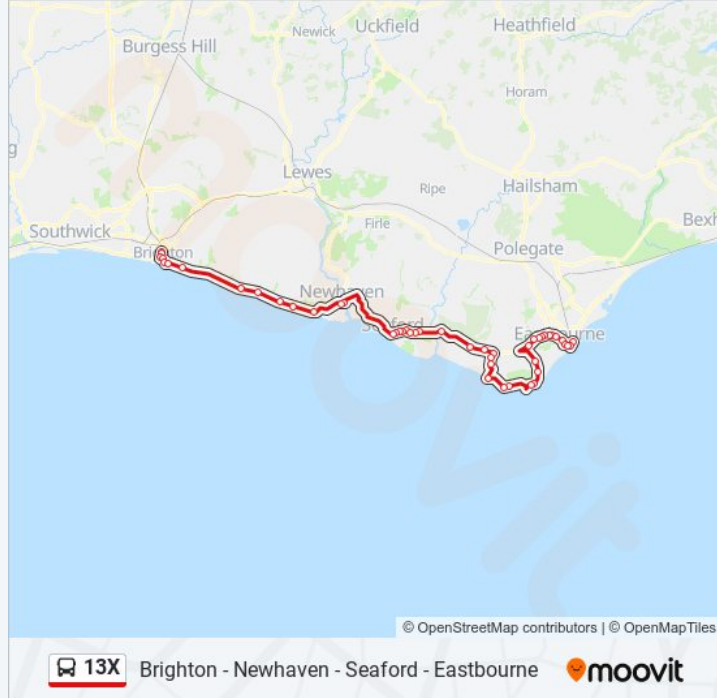 Uckfield
Heathfield
Newick
Burgess Hill
Horam
Lewes
Ripe
Hailsham
g
Firle
Southwick
Bexh
Brighton
Polegate
Newhaven
Seaford
Eastbourne
moovit
© OpenStreetMap contributors | © OpenMapTiles
13X Brighton - Newhaven - Seaford - Eastbourne moovit